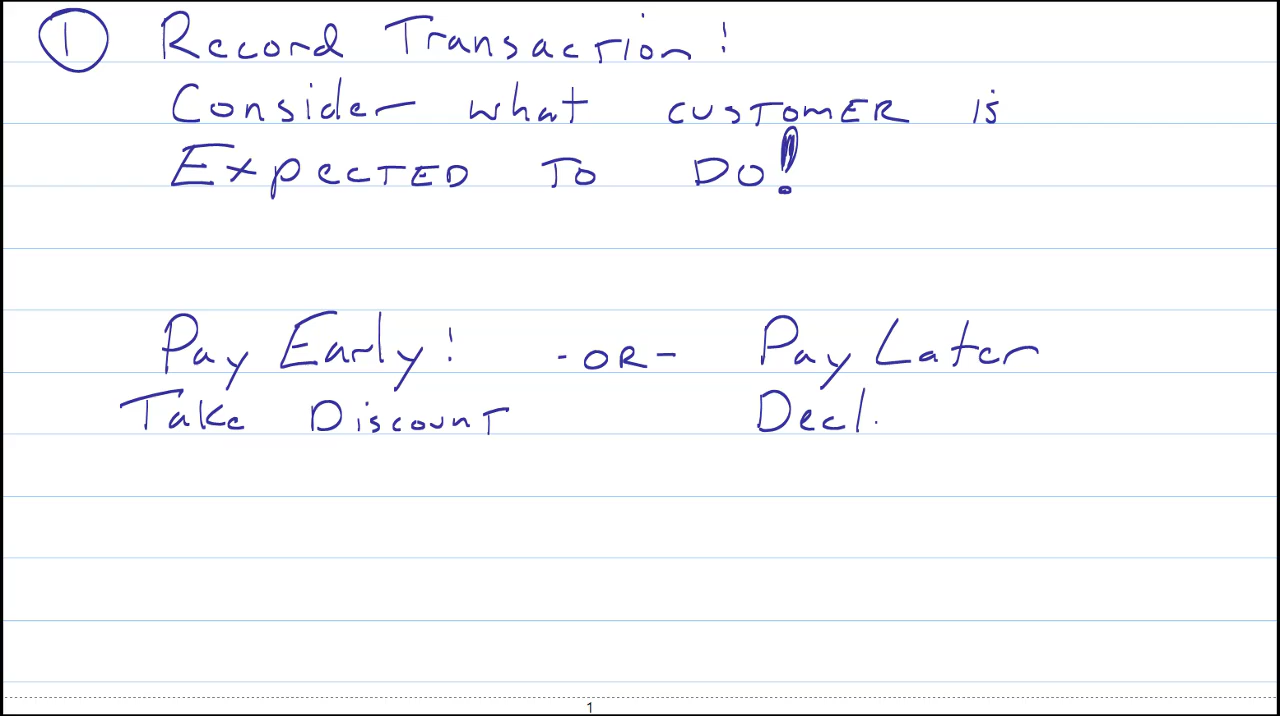 ① Record Transaction!
Consider what customer is
Expected to do!
Pay Early! -OR- Pay Later
Take Discount Decl.
1